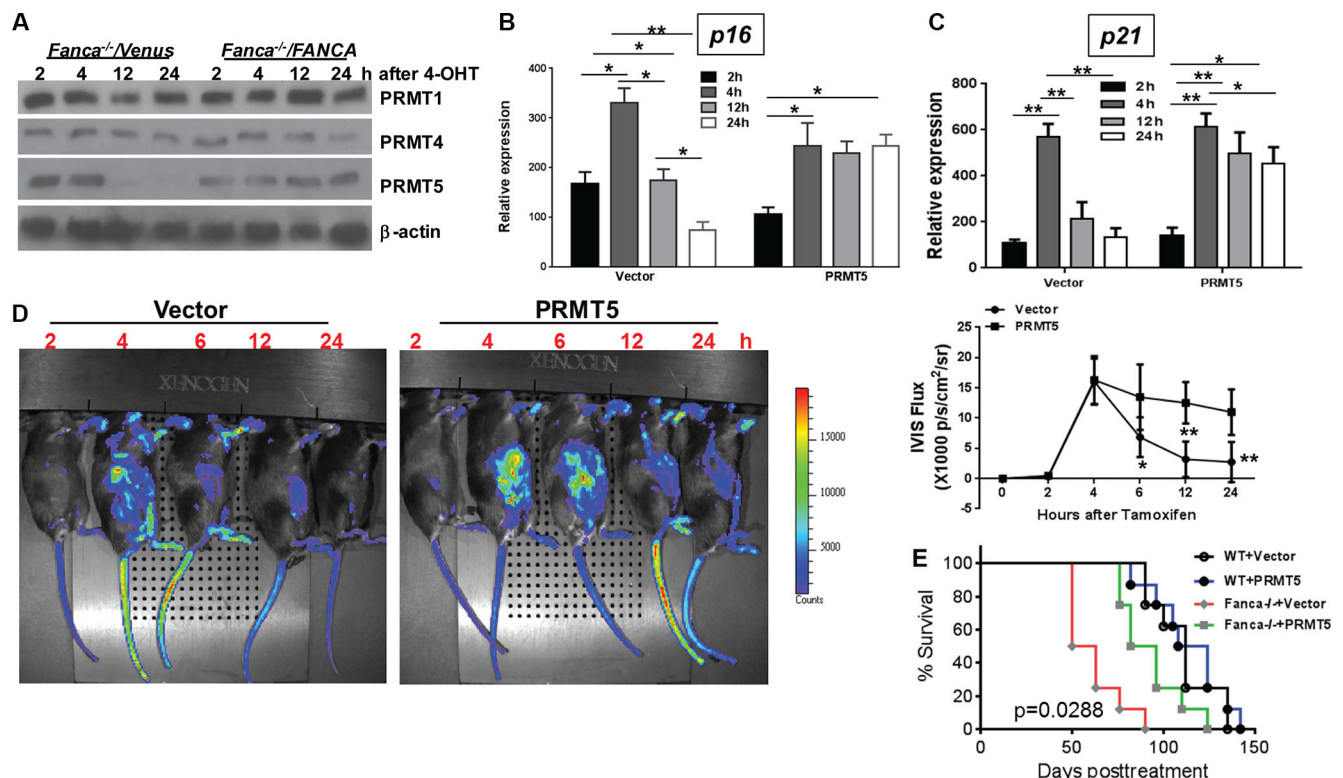 A
Fanca-/-/Venus Fanca-/-/FANCA
2 4 12 24 2 4 12 24 h after 4-OHT
PRMT1
PRMT4
PRMT5
β-actin
B
p16
** 
*
* *
*
*
*
2h
4h
12h
24h
Relative expression
400
300
200
100
0
Vector PRMT5
C
p21
**
**
**
*
**
*
**
2h
4h
12h
24h
Relative expression
800
600
400
200
0
Vector PRMT5
D
Vector PRMT5
2 4 6 12 24 2 4 6 12 24 h
XENOGEN XENOGEN
15000
10000
5000
Counts
Vector
PRMT5
IVIS Flux
(X1000 p/s/cm²/sr)
25
20
15
10
5
0
-5
*
**
**
0 2 4 6 12 24
Hours after Tamoxifen
E
% Survival
100
80
60
40
20
0
WT+Vector
WT+PRMT5
Fanca-/-+Vector
Fanca-/-+PRMT5
p=0.0288
0 50 100 150
Days posttreatment